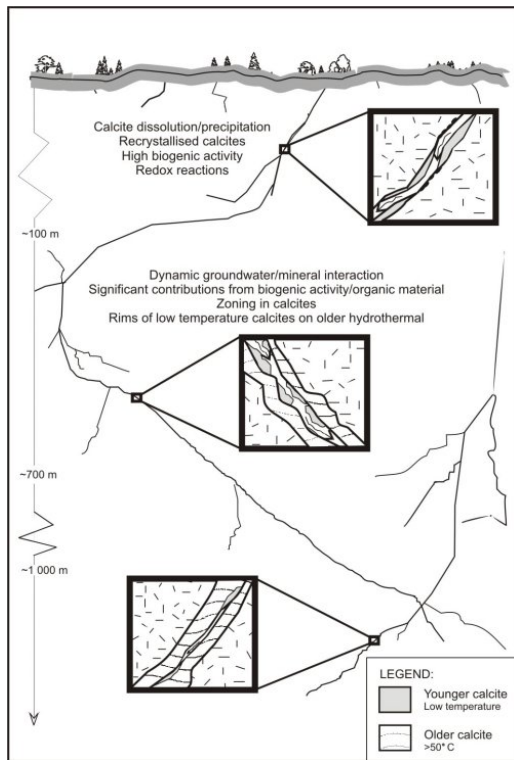 Calcite dissolution/precipitation
Recrystallised calcites
High biogenic activity
Redox reactions
~100 m
Dynamic groundwater/mineral interaction
Significant contributions from biogenic activity/organic material
Zoning in calcites
Rims of low temperature calcites on older hydrothermal
~700 m
~1 000 m
LEGEND:
Younger calcite
Low temperature
Older calcite
>50° C